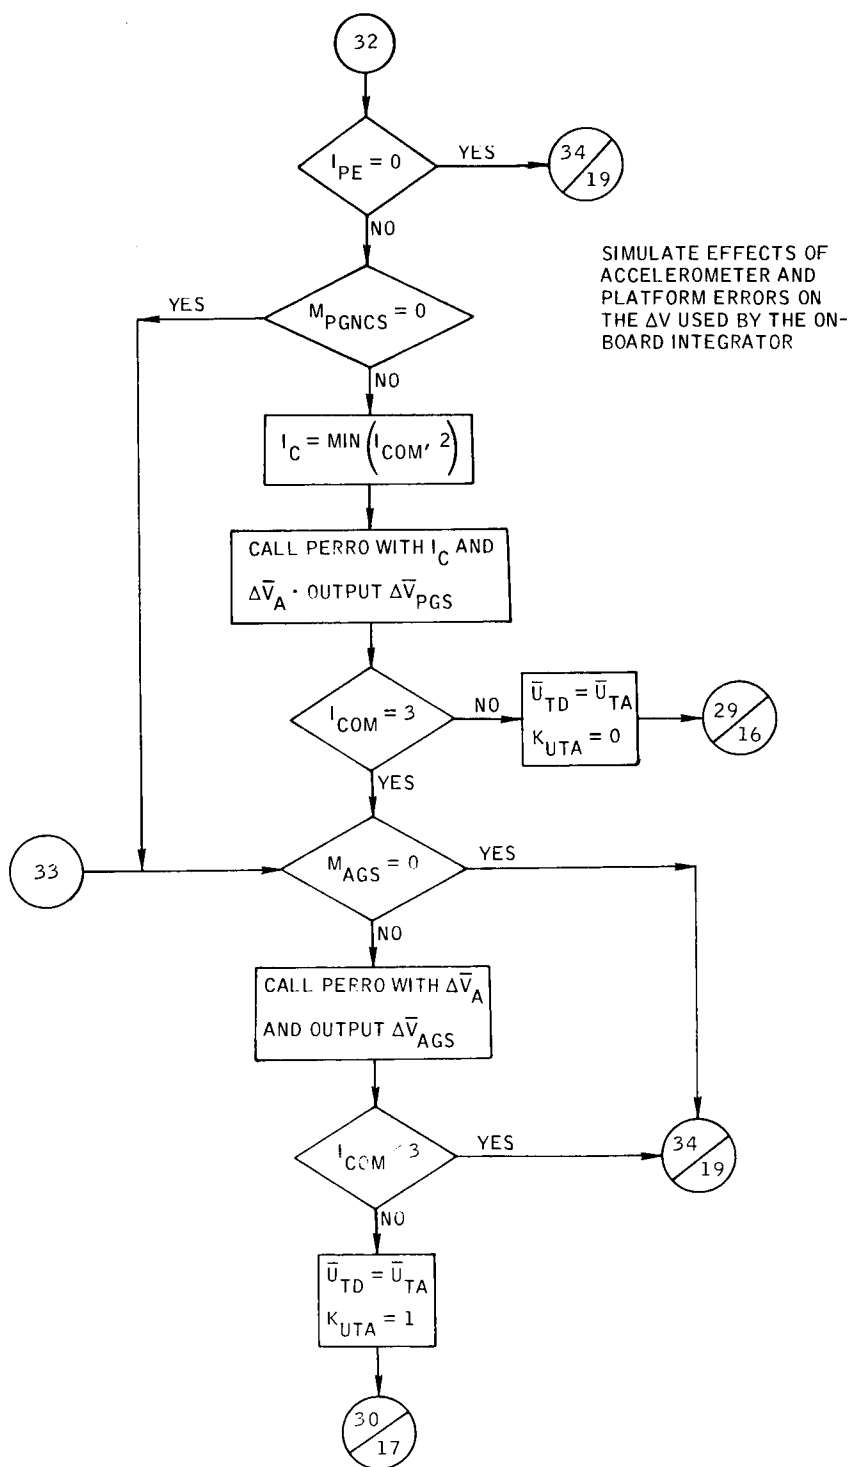 32
I_PE = 0
YES
34
19
NO
SIMULATE EFFECTS OF
ACCELEROMETER AND
PLATFORM ERRORS ON
THE ΔV USED BY THE ON-
BOARD INTEGRATOR
YES
M_PGNCS = 0
NO
I_C = MIN (I_COM, 2)
CALL PERRO WITH I_C AND
ΔV̄_A · OUTPUT ΔV̄_PGS
I_COM = 3
NO
Ū_TD = Ū_TA
K_UTA = 0
29
16
YES
33
M_AGS = 0
YES
NO
CALL PERRO WITH ΔV̄_A
AND OUTPUT ΔV̄_AGS
I_COM 3
YES
34
19
NO
Ū_TD = Ū_TA
K_UTA = 1
30
17